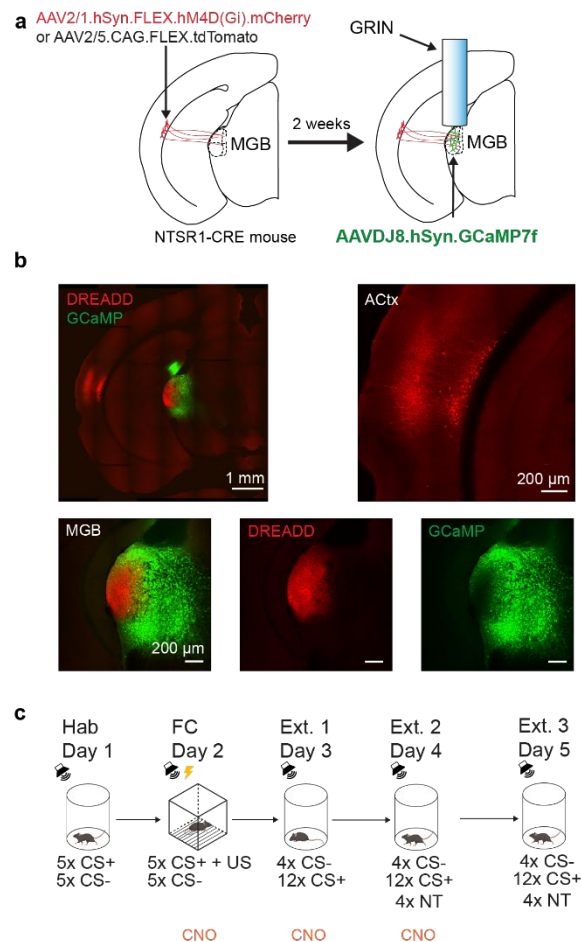 a
AAV2/1.hSyn.FLEX.hM4D(Gi).mCherry
or AAV2/5.CAG.FLEX.tdTomato
GRIN
MGB
2 weeks
MGB
NTSR1-CRE mouse
AAVDJ8.hSyn.GCaMP7f
b
DREADD
GCaMP
1 mm
ACtx
200 µm
MGB
200 µm
DREADD
GCaMP
c
Hab
Day 1
FC
Day 2
Ext. 1
Day 3
Ext. 2
Day 4
Ext. 3
Day 5
5x CS+
5x CS-
5x CS+ + US
5x CS-
4x CS-
12x CS+
4x CS-
12x CS+
4x NT
4x CS-
12x CS+
4x NT
CNO
CNO
CNO